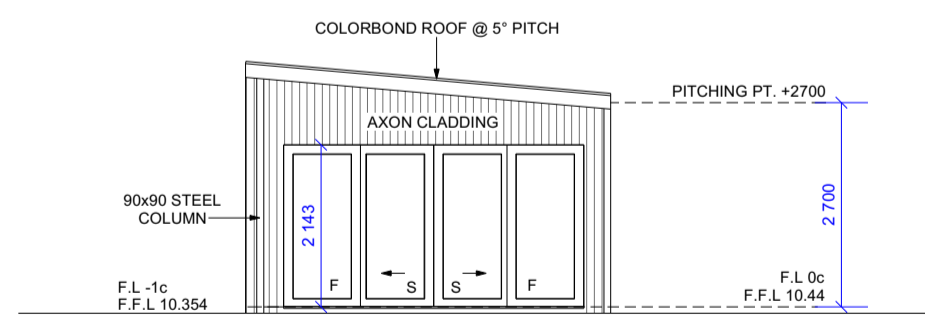 COLORBOND ROOF @ 5° PITCH
PITCHING PT. +2700
AXON CLADDING
90x90 STEEL
COLUMN
2 143
2 700
F
S
S
F
F.L -1c
F.F.L 10.354
F.L 0c
F.F.L 10.44